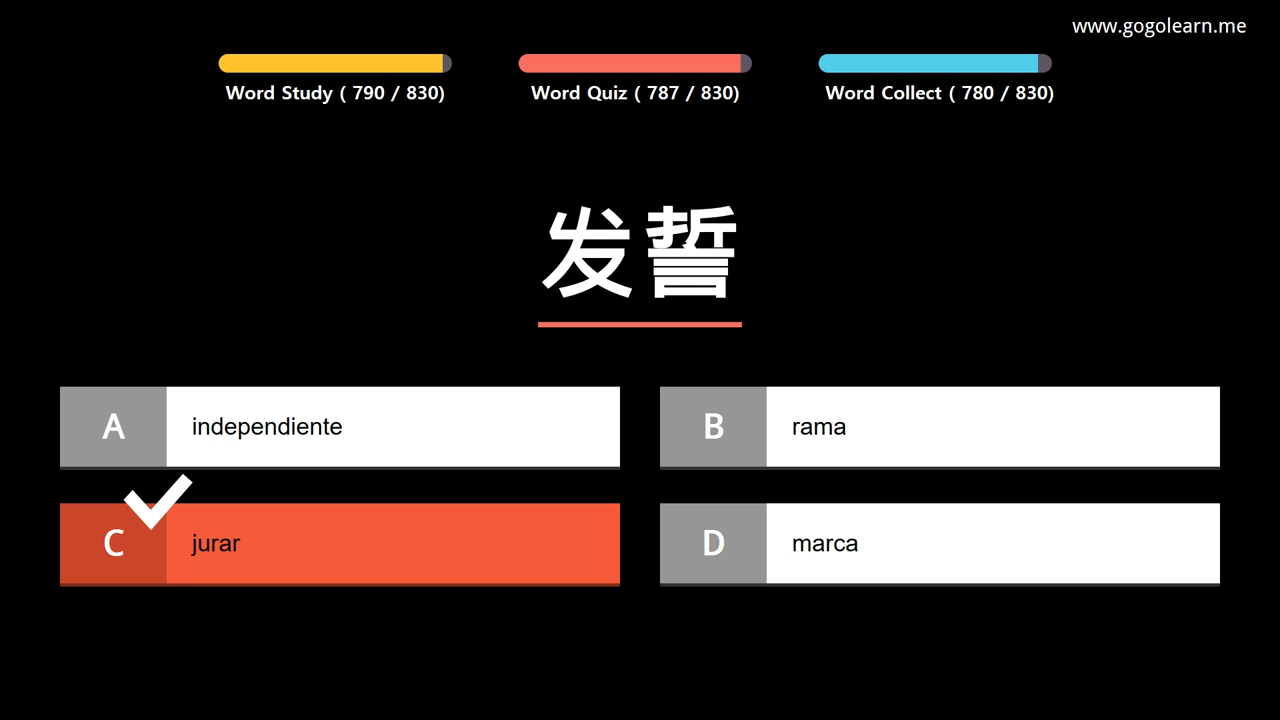 www.gogolearn.me
Word Study ( 790 / 830)
Word Quiz ( 787 / 830)
Word Collect ( 780 / 830)
发誓
A independiente
B rama
C jurar
D marca